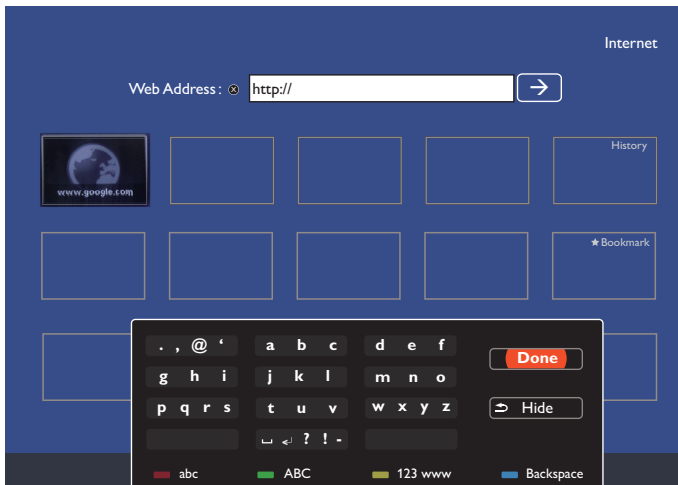 Internet
Web Address : http://
www.google.com
History
★ Bookmark
. , @ ‘ a b c d e f
Done
g h i j k l m n o
p q r s t u v w x y z
Hide
␣ ↲ ? ! -
abc ABC 123 www Backspace